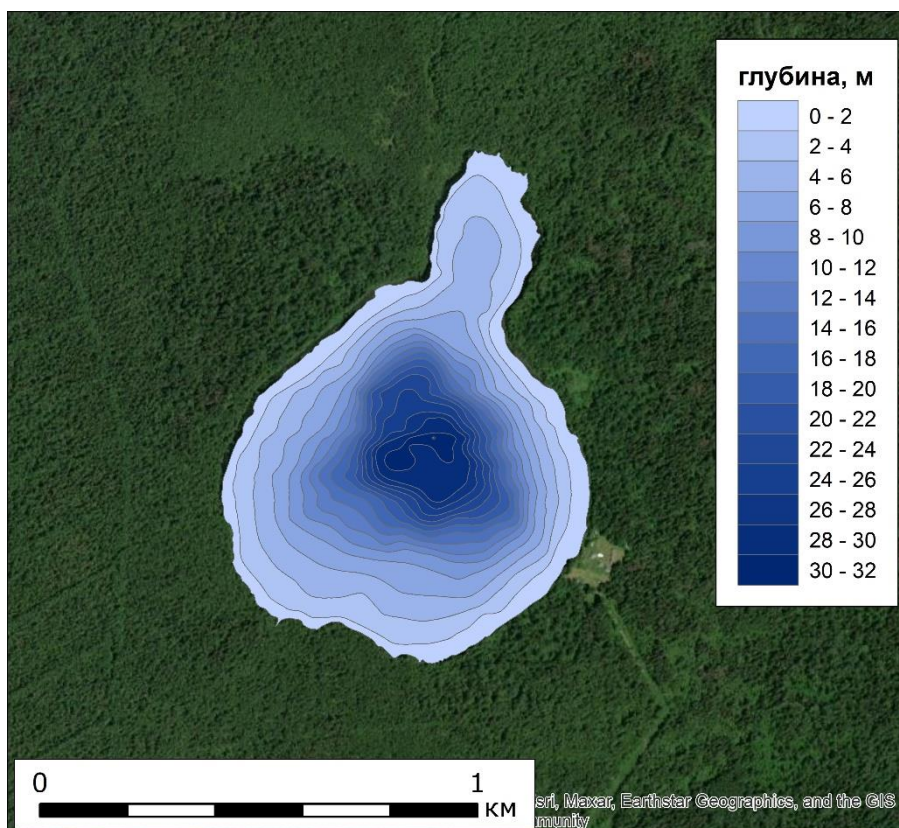 глубина, м
0 - 2
2 - 4
4 - 6
6 - 8
8 - 10
10 - 12
12 - 14
14 - 16
16 - 18
18 - 20
20 - 22
22 - 24
24 - 26
26 - 28
28 - 30
30 - 32
0 1
КМ
sri, Maxar, Earthstar Geographics, and the GIS
mmunity